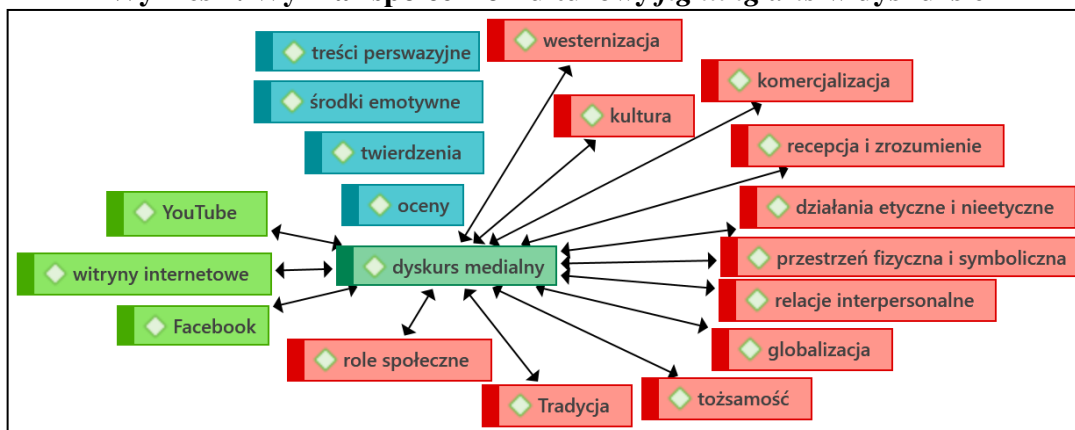 westernizacja
treści perswazyjne
komercjalizacja
środki emotywne
kultura
twierdzenia
recepcja i zrozumienie
YouTube
oceny
działania etyczne i nieetyczne
witryny internetowe
dyskurs medialny
przestrzeń fizyczna i symboliczna
relacje interpersonalne
Facebook
globalizacja
role społeczne
Tradycja
tożsamość